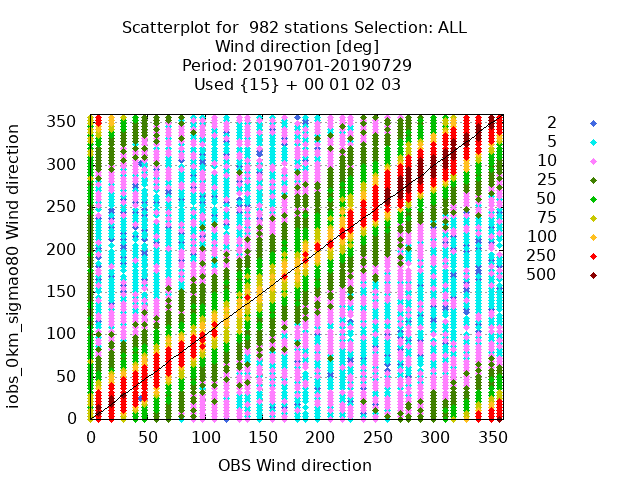 Scatterplot for  982 stations Selection: ALL
Wind direction [deg]
Period: 20190701-20190729
Used {15} + 00 01 02 03
iobs_0km_sigmao80 Wind direction
350
300
250
200
150
100
50
0
0 50 100 150 200 250 300 350
OBS Wind direction
2
5
10
25
50
75
100
250
500